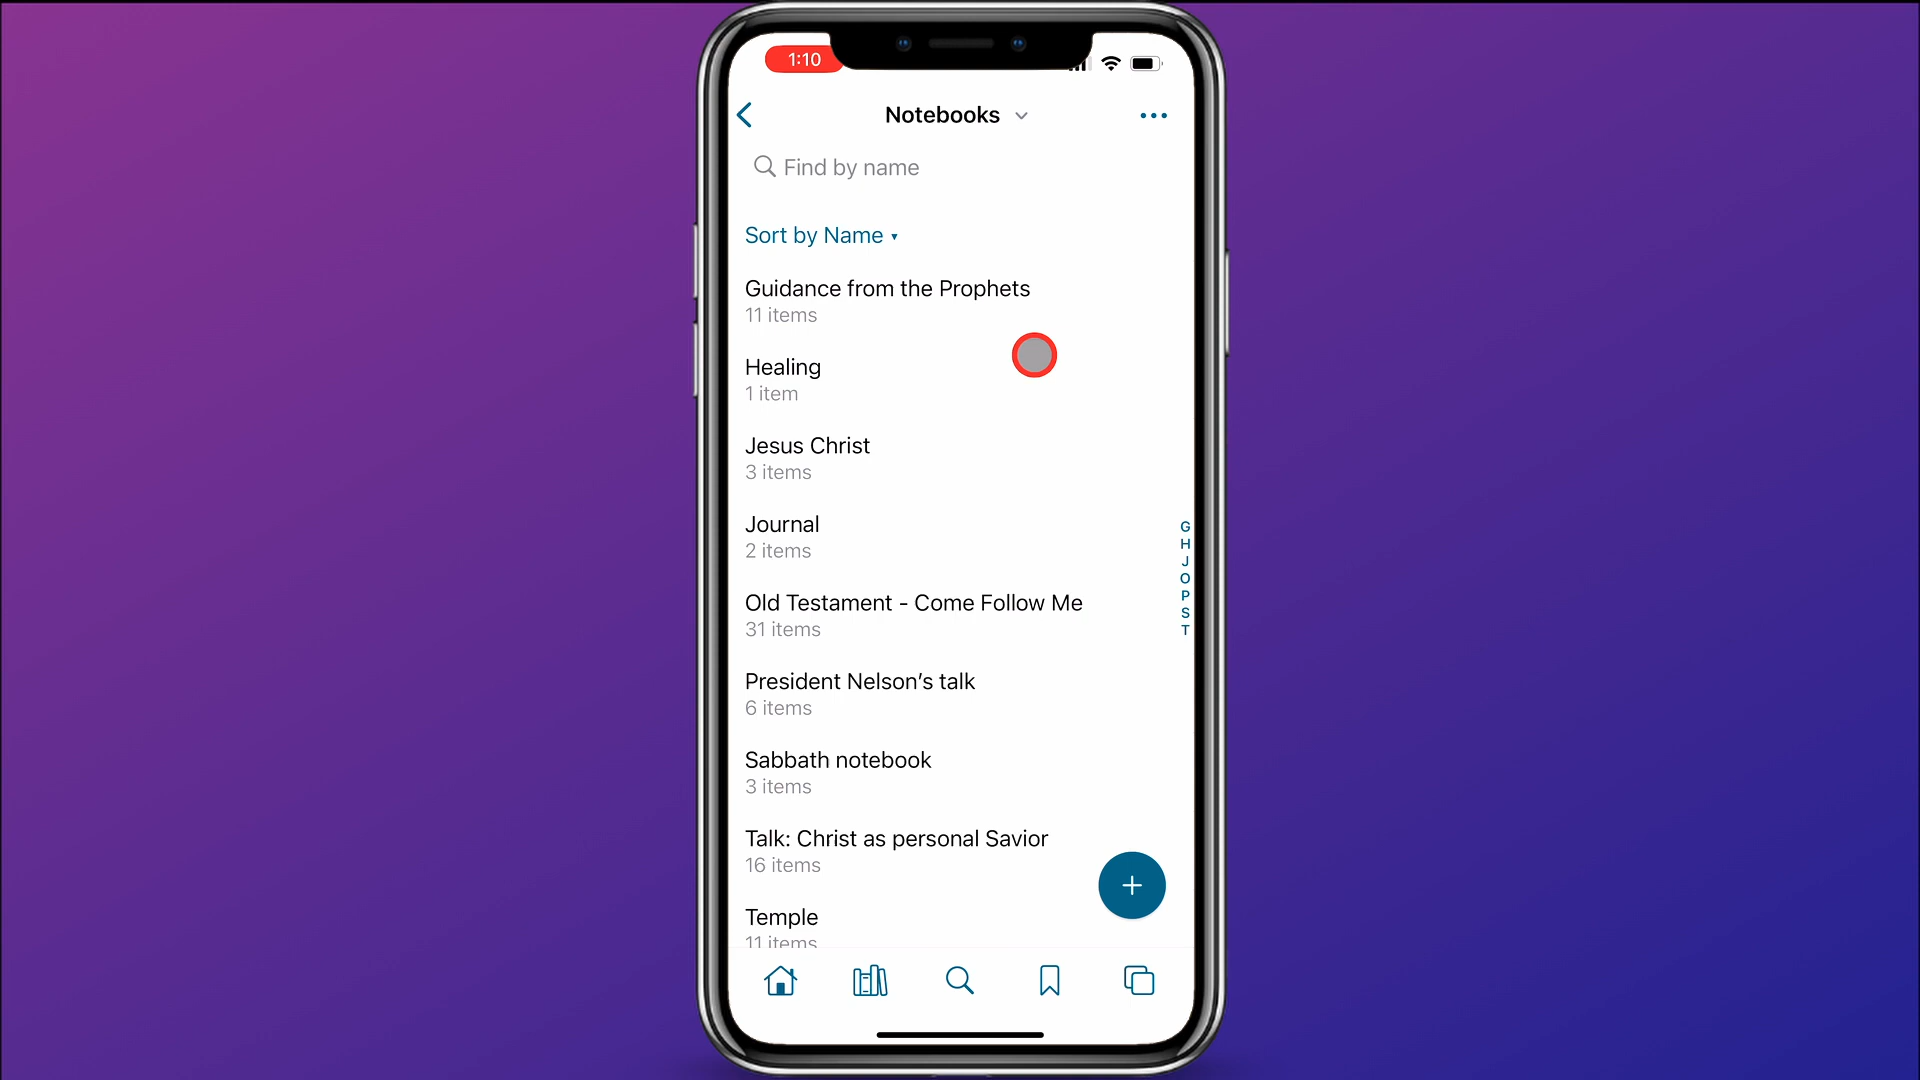 1:10
Notebooks
Find by name
Sort by Name
Guidance from the Prophets
11 items
Healing
1 item
Jesus Christ
3 items
Journal
2 items
Old Testament - Come Follow Me
31 items
President Nelson’s talk
6 items
Sabbath notebook
3 items
Talk: Christ as personal Savior
16 items
Temple
11 items
G
H
J
O
P
S
T